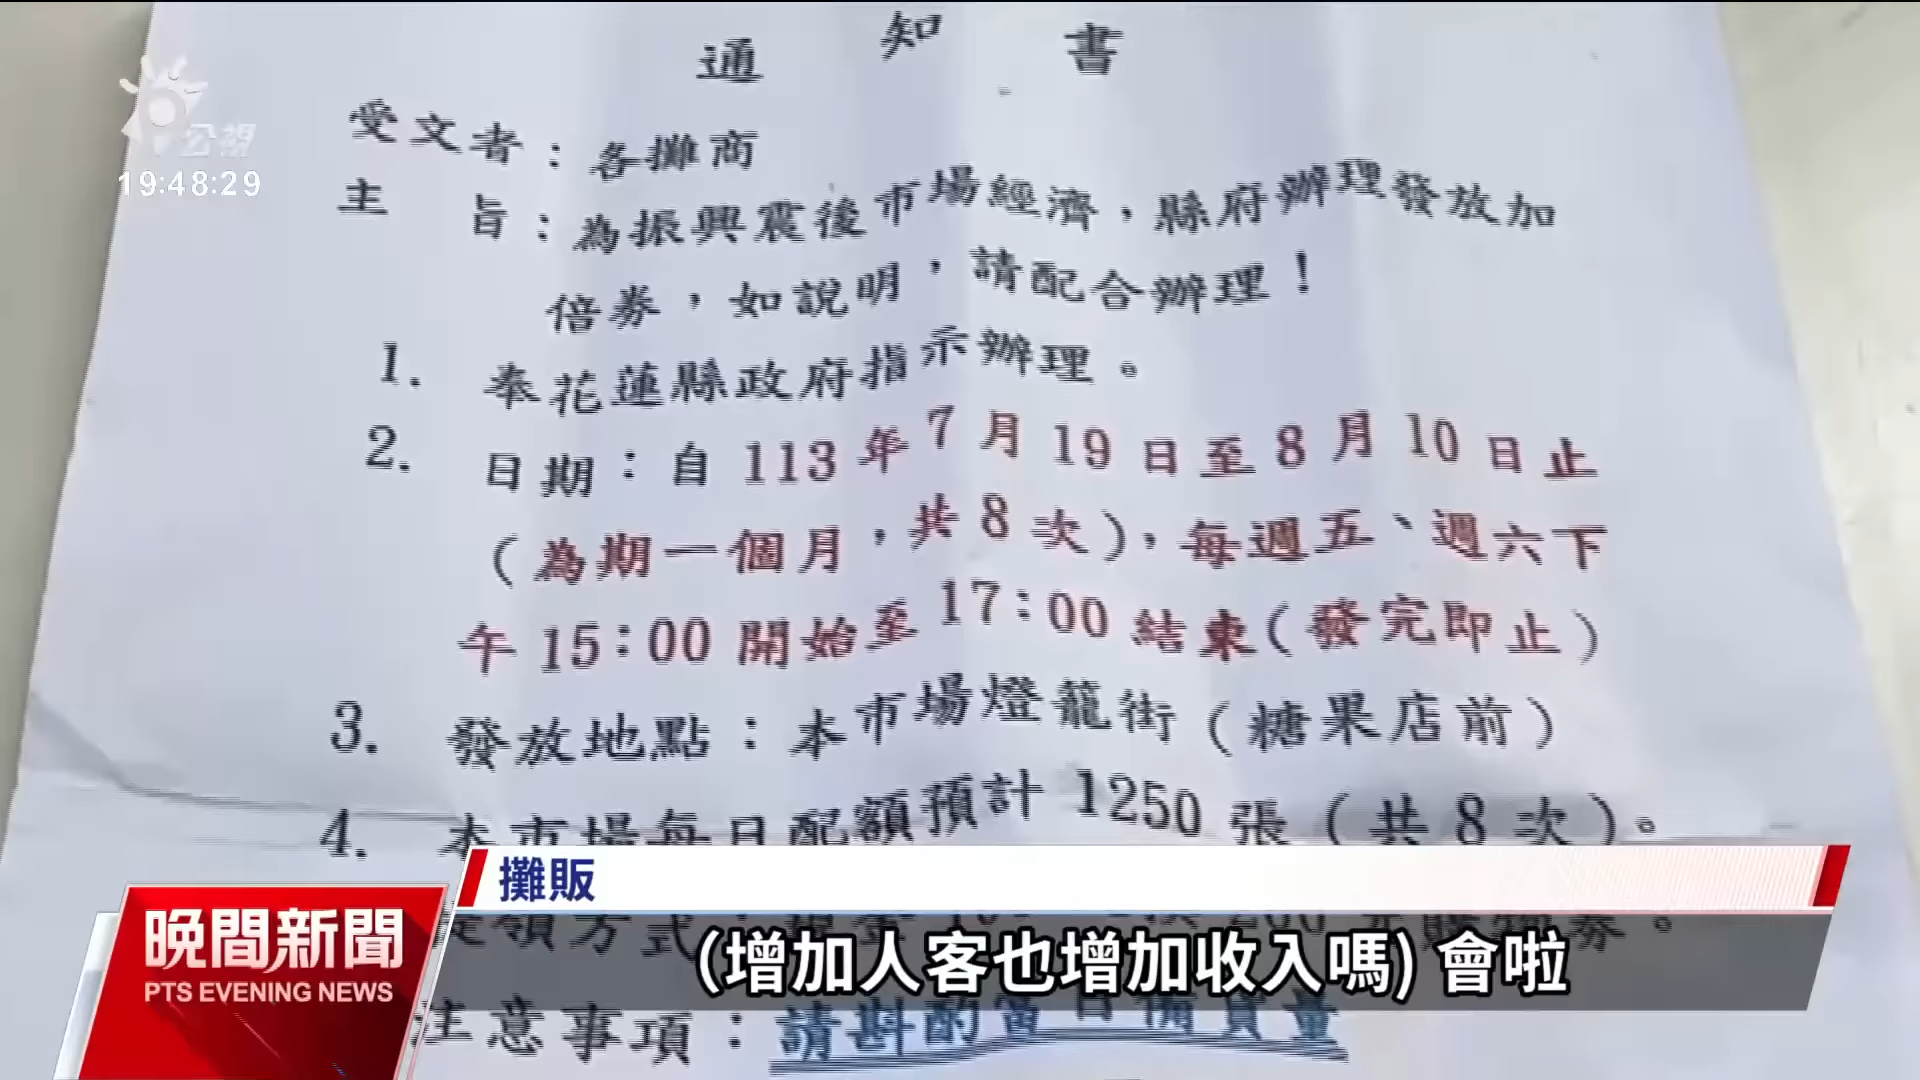 通知書
公視
受文者：各攤商
19:48:29
主　旨：為振興震後市場經濟，縣府辦理發放加
倍券，如說明，請配合辦理！
1. 奉花蓮縣政府指示辦理。
2. 日期：自113年7月19日至8月10日止
(為期一個月，共8次)，每週五、週六下
午15:00開始至17:00結束(發完即止)
3. 發放地點：本市場燈籠街(糖果店前)
4. 本市場每日配額預計1250張(共8次)。
攤販
晚間新聞
PTS EVENING NEWS
(增加人客也增加收入嗎) 會啦
注意事項：請斟酌當日備貨量